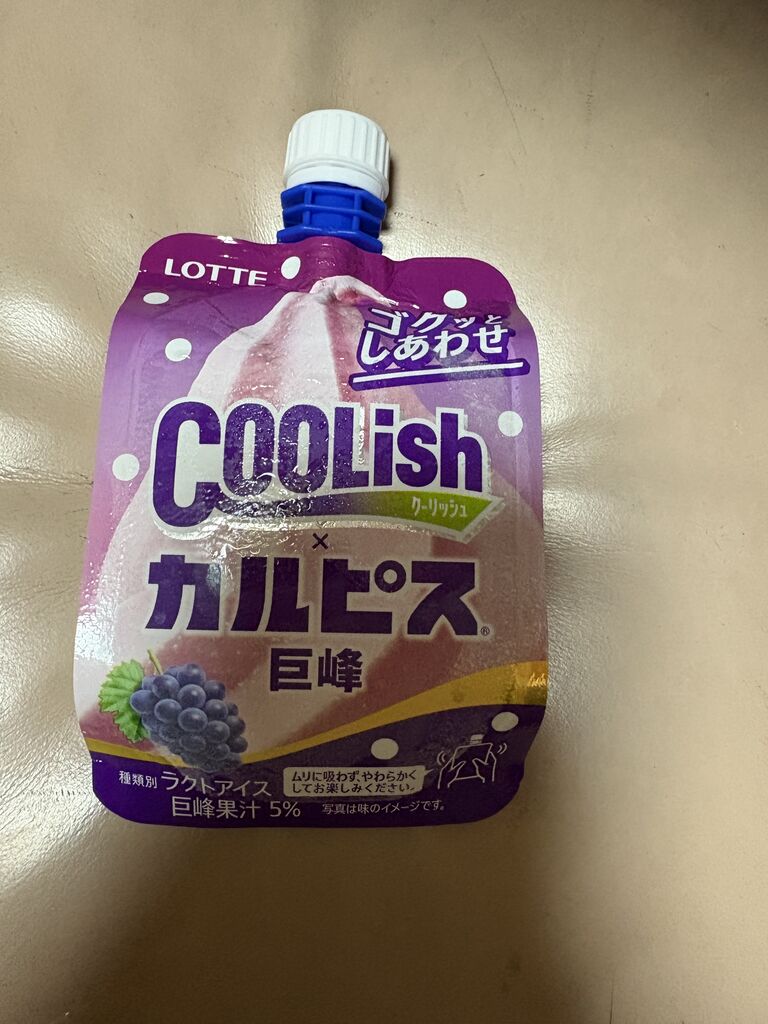 LOTTE
ゴクッと
しあわせ
COOLish
クーリッシュ
×
カルピス®
巨峰
種類別 ラクトアイス
巨峰果汁 5%
ムリに吸わず、やわらかく
してお楽しみください。
写真は味のイメージです。